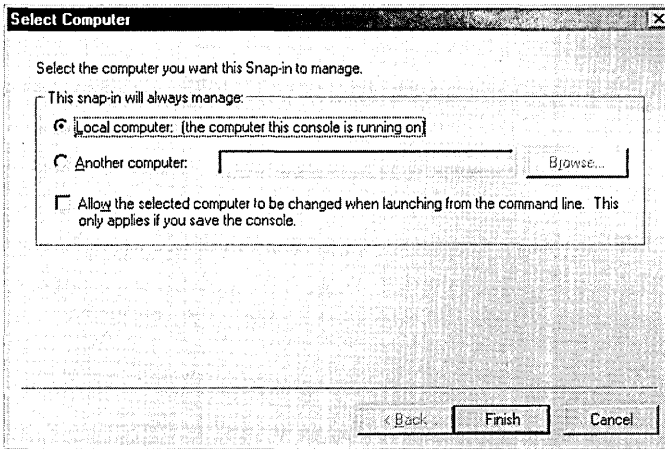 Select Computer
Select the computer you want this Snap-in to manage.
This snap-in will always manage:
Local computer: (the computer this console is running on)
Another computer:
Browse...
Allow the selected computer to be changed when launching from the command line. This
only applies if you save the console.
< Back
Finish
Cancel